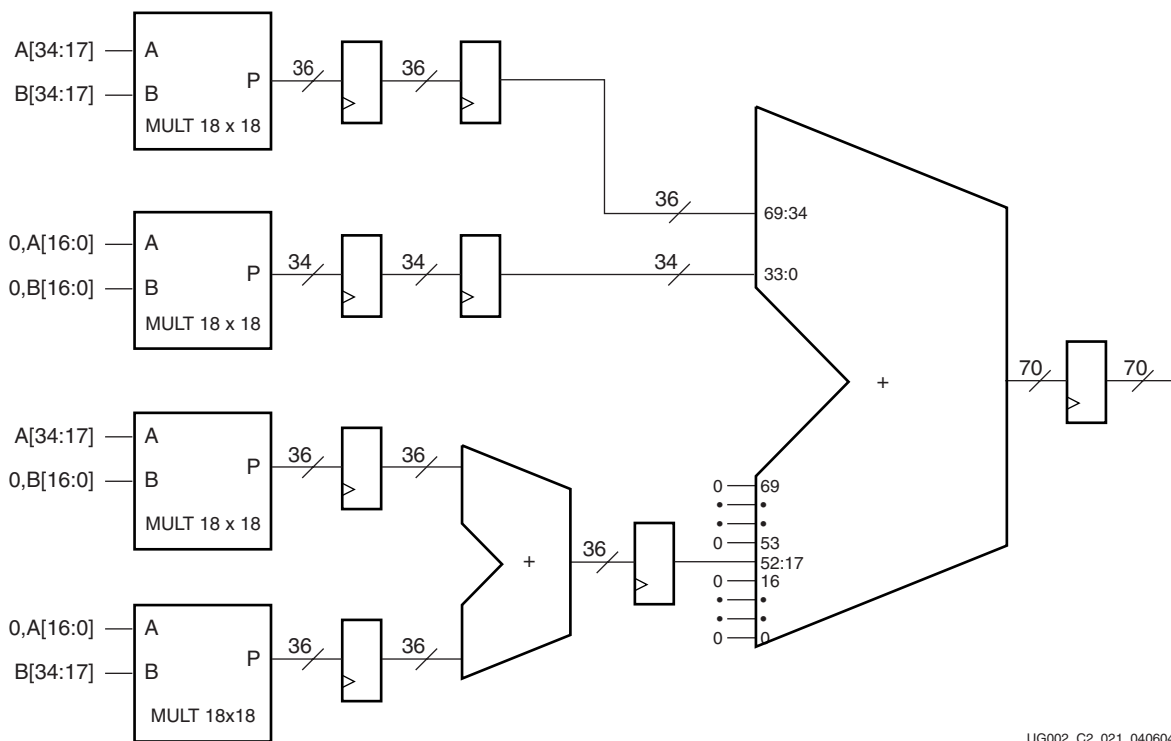 A[34:17]
B[34:17]
A
B
P
MULT 18 x 18
36
36
36
69:34
0,A[16:0]
0,B[16:0]
A
B
P
MULT 18 x 18
34
34
34
33:0
+
70
70
A[34:17]
0,B[16:0]
A
B
P
MULT 18 x 18
36
36
0 69
0 53
52:17
0 16
0 0
+
36
0,A[16:0]
B[34:17]
A
B
P
MULT 18x18
36
36
UG002_C2_021_040604